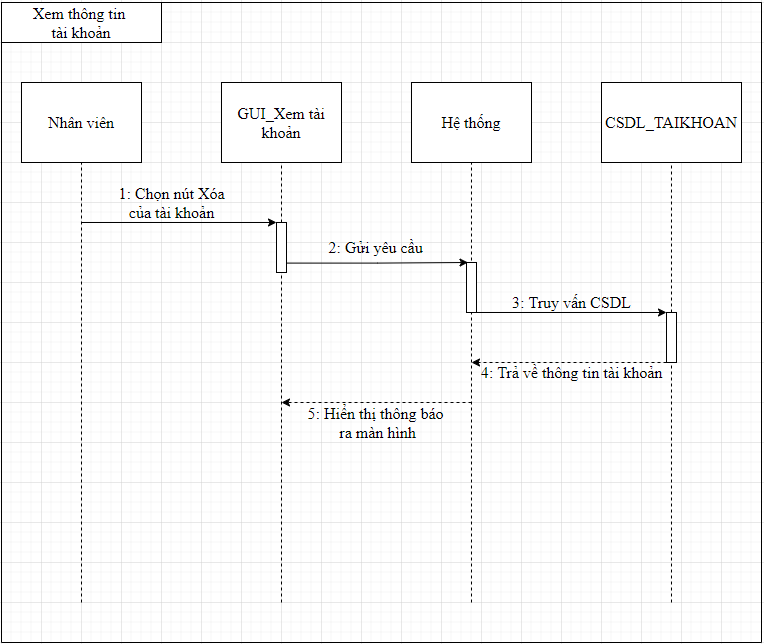 Xem thông tin
tài khoản
Nhân viên
GUI_Xem tài
khoản
Hệ thống
CSDL_TAIKHOAN
1: Chọn nút Xóa
của tài khoản
2: Gửi yêu cầu
3: Truy vấn CSDL
4: Trả về thông tin tài khoản
5: Hiển thị thông báo
ra màn hình